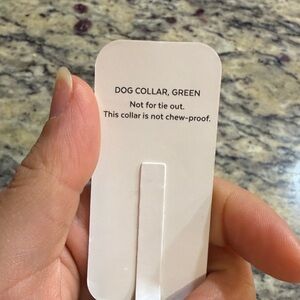 DOG COLLAR, GREEN
Not for tie out.
This collar is not chew-proof.